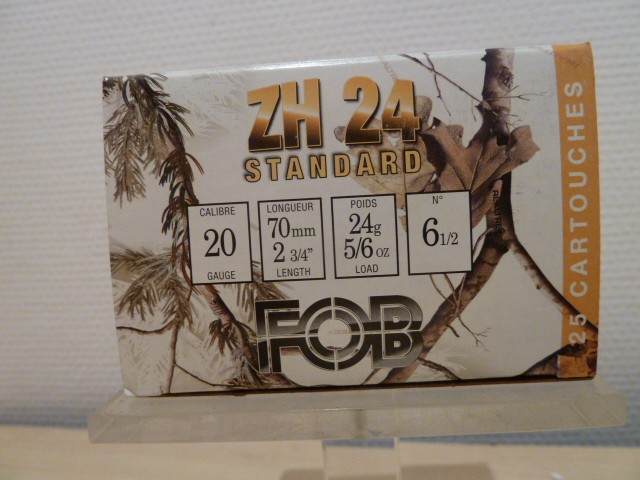 ZH 24
STANDARD
CALIBRE
20
GAUGE
LONGUEUR
70mm
2 3/4"
LENGTH
POIDS
24g
5/6 oz
LOAD
N°
6 1/2
FOB
25 CARTOUCHES